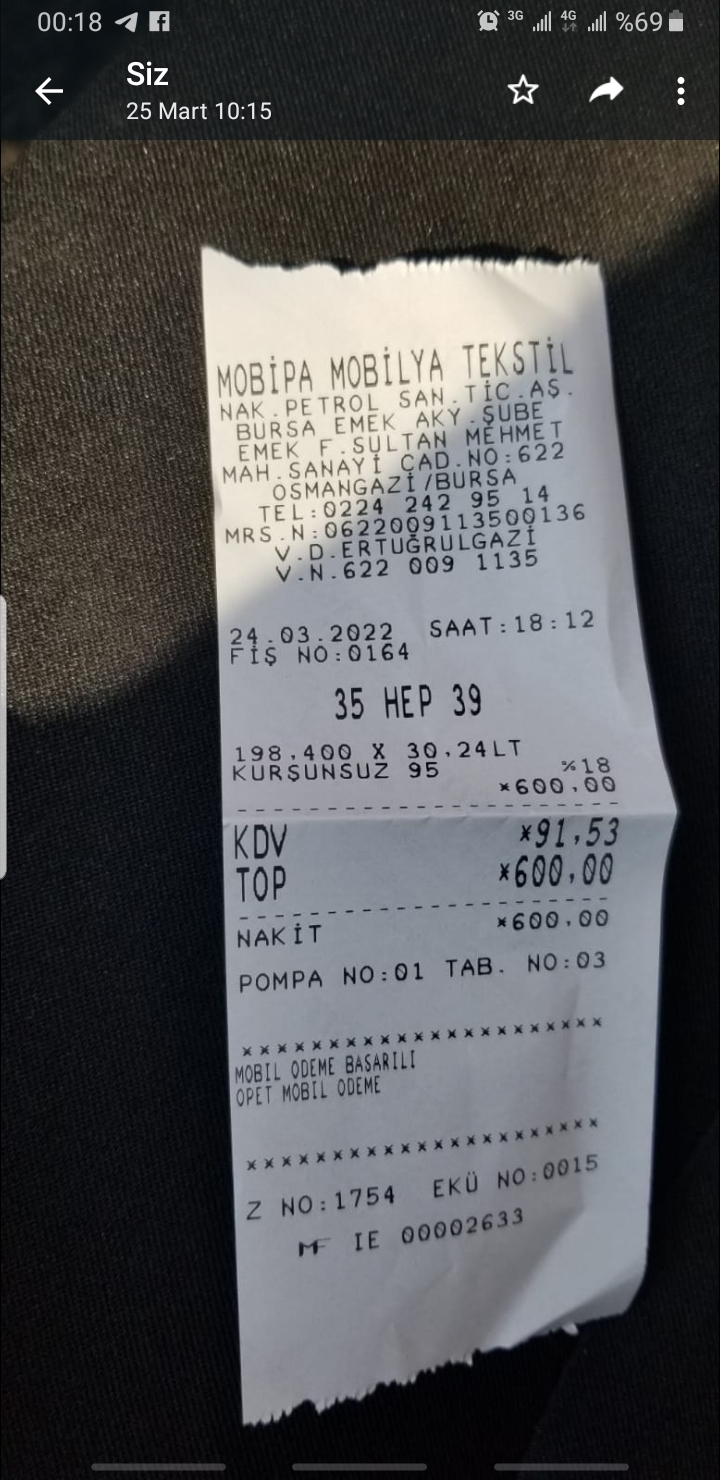 00:18
3G 4G %69
Siz
25 Mart 10:15
MOBİPA MOBİLYA TEKSTİL
NAK.PETROL SAN.TİC.AŞ.
BURSA EMEK AKY.ŞUBE
EMEK F.SULTAN MEHMET
MAH.SANAYİ CAD.NO:622
OSMANGAZİ/BURSA
TEL:0224 242 95 14
MRS.N:0622009113500136
V.D.ERTUĞRULGAZİ
V.N.622 009 1135
24.03.2022 SAAT:18:12
FİŞ NO:0164
35 HEP 39
198,400 X 30,24LT
KURŞUNSUZ 95 %18
*600,00
KDV *91,53
TOP *600,00
NAKİT *600,00
POMPA NO:01 TAB. NO:03
*********************
MOBIL ODEME BASARILI
OPET MOBIL ODEME
*********************
Z NO:1754 EKÜ NO:0015
MF IE 00002633